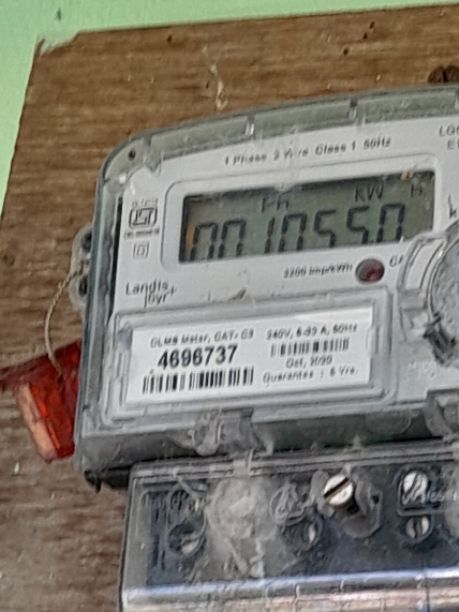 1 Phase 2 Wire Class 1 50Hz
KW h
0010550
3200 imp/kWh
Landis
Gyr+
DLMS Meter, CAT- C3
240V, 5-30 A, 50Hz
4696737
Oct, 2020
Guarantee : 5 Yrs.